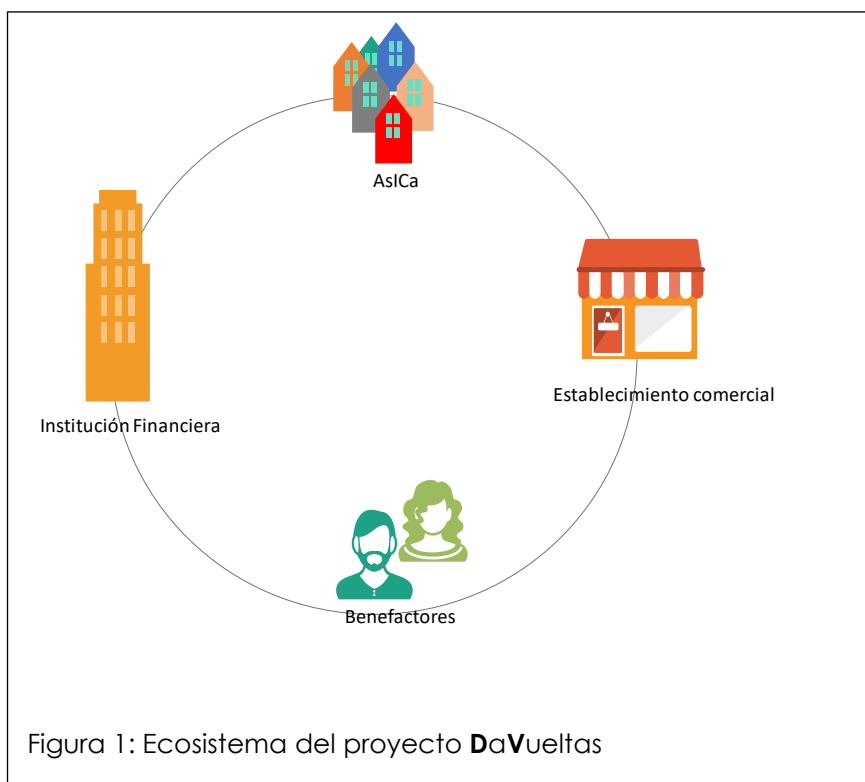 AsICa
Establecimiento comercial
Institución Financiera
Benefactores
Figura 1: Ecosistema del proyecto DaVueltas